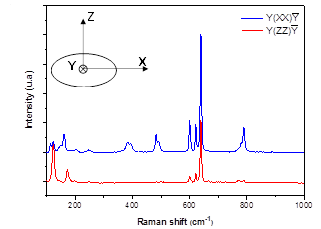 Z
X
Y
Y(XX)Y̅
Y(ZZ)Y̅
Intensity (u.a)
200 400 600 800 1000
Raman shift (cm⁻¹)